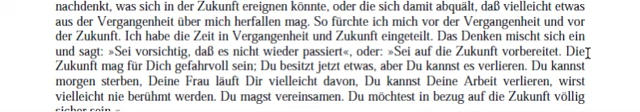 nachdenkt, was sich in der Zukunft ereignen könnte, oder die sich damit abquält, daß vielleicht etwas
aus der Vergangenheit über mich herfallen mag. So fürchte ich mich vor der Vergangenheit und vor
der Zukunft. Ich habe die Zeit in Vergangenheit und Zukunft eingeteilt. Das Denken mischt sich ein
und sagt: »Sei vorsichtig, daß es nicht wieder passiert«, oder: »Sei auf die Zukunft vorbereitet. Die
Zukunft mag für Dich gefahrvoll sein; Du besitzt jetzt etwas, aber Du kannst es verlieren. Du kannst
morgen sterben, Deine Frau läuft Dir vielleicht davon, Du kannst Deine Arbeit verlieren, wirst
vielleicht nie berühmt werden. Du magst vereinsamen. Du möchtest in bezug auf die Zukunft völlig
sicher sein.«